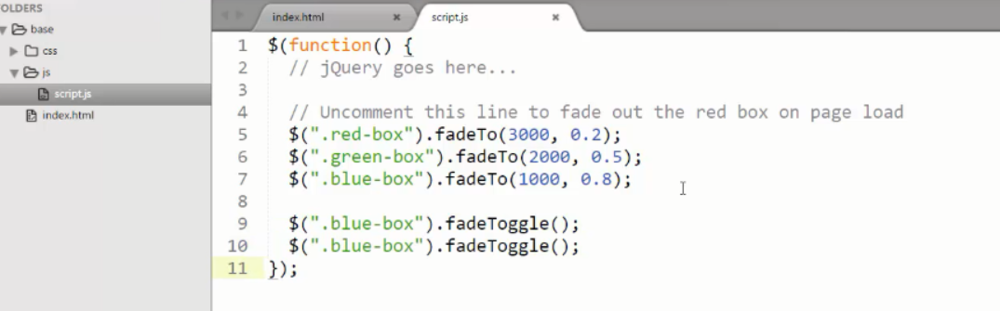 OLDERS
base
css
js
script.js
index.html
index.html
script.js
1 $(function() {
2 // jQuery goes here...
3
4 // Uncomment this line to fade out the red box on page load
5 $(".red-box").fadeTo(3000, 0.2);
6 $(".green-box").fadeTo(2000, 0.5);
7 $(".blue-box").fadeTo(1000, 0.8);
8
9 $(".blue-box").fadeToggle();
10 $(".blue-box").fadeToggle();
11 });